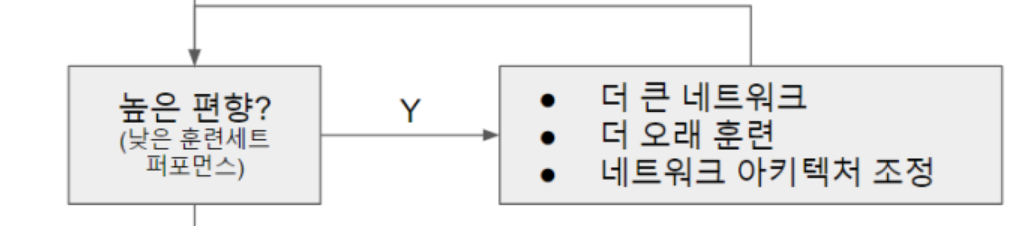 높은 편향?
(낮은 훈련세트
퍼포먼스)
Y
● 더 큰 네트워크
● 더 오래 훈련
● 네트워크 아키텍처 조정